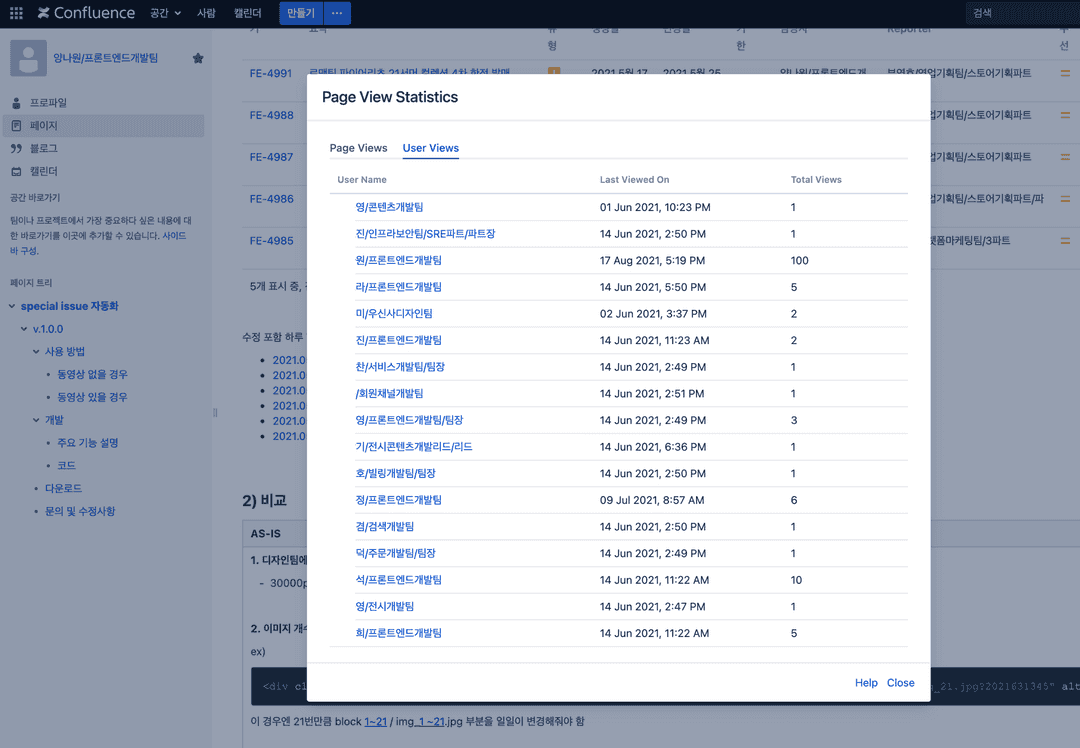 Confluence 공간 사람 캘린더 만들기 ··· 검색
양나원/프론트엔드개발팀
프로파일
페이지
블로그
캘린더
공간 바로가기
팀이나 프로젝트에서 가장 중요하다 싶은 내용에 대
한 바로가기를 이곳에 추가할 수 있습니다. 사이드
바 구성.
페이지 트리
special issue 자동화
v.1.0.0
사용 방법
동영상 없을 경우
동영상 있을 경우
개발
주요 기능 설명
코드
다운로드
문의 및 수정사항
형 한 Reporter 선
FE-4991
FE-4988 업기획팀/스토어기획파트
FE-4987 업기획팀/스토어기획파트
FE-4986 업기획팀/스토어기획파트/파
FE-4985 마케팅팀/3파트
5개 표시 중,
수정 포함 하루
2021.0
2021.0
2021.0
2021.0
2021.0
2021.0
2) 비교
AS-IS
1. 디자인팀에
- 30000p
2. 이미지 개수
ex)
<div cl
_21.jpg?2021631345" alt
이 경우엔 21번만큼 block 1~21 / img_1 ~21.jpg 부분을 일일이 변경해줘야 함
Page View Statistics
Page Views User Views
User Name Last Viewed On Total Views
영/콘텐츠개발팀 01 Jun 2021, 10:23 PM 1
진/인프라보안팀/SRE파트/파트장 14 Jun 2021, 2:50 PM 1
원/프론트엔드개발팀 17 Aug 2021, 5:19 PM 100
라/프론트엔드개발팀 14 Jun 2021, 5:50 PM 5
미/우신사디자인팀 02 Jun 2021, 3:37 PM 2
진/프론트엔드개발팀 14 Jun 2021, 11:23 AM 2
찬/서비스개발팀/팀장 14 Jun 2021, 2:49 PM 1
/회원채널개발팀 14 Jun 2021, 2:51 PM 1
영/프론트엔드개발팀/팀장 14 Jun 2021, 2:49 PM 3
기/전시콘텐츠개발리드/리드 14 Jun 2021, 6:36 PM 1
호/빌링개발팀/팀장 14 Jun 2021, 2:50 PM 1
정/프론트엔드개발팀 09 Jul 2021, 8:57 AM 6
겸/검색개발팀 14 Jun 2021, 2:50 PM 1
덕/주문개발팀/팀장 14 Jun 2021, 2:49 PM 1
석/프론트엔드개발팀 14 Jun 2021, 11:22 AM 10
영/전시개발팀 14 Jun 2021, 2:47 PM 1
희/프론트엔드개발팀 14 Jun 2021, 11:22 AM 5
Help Close